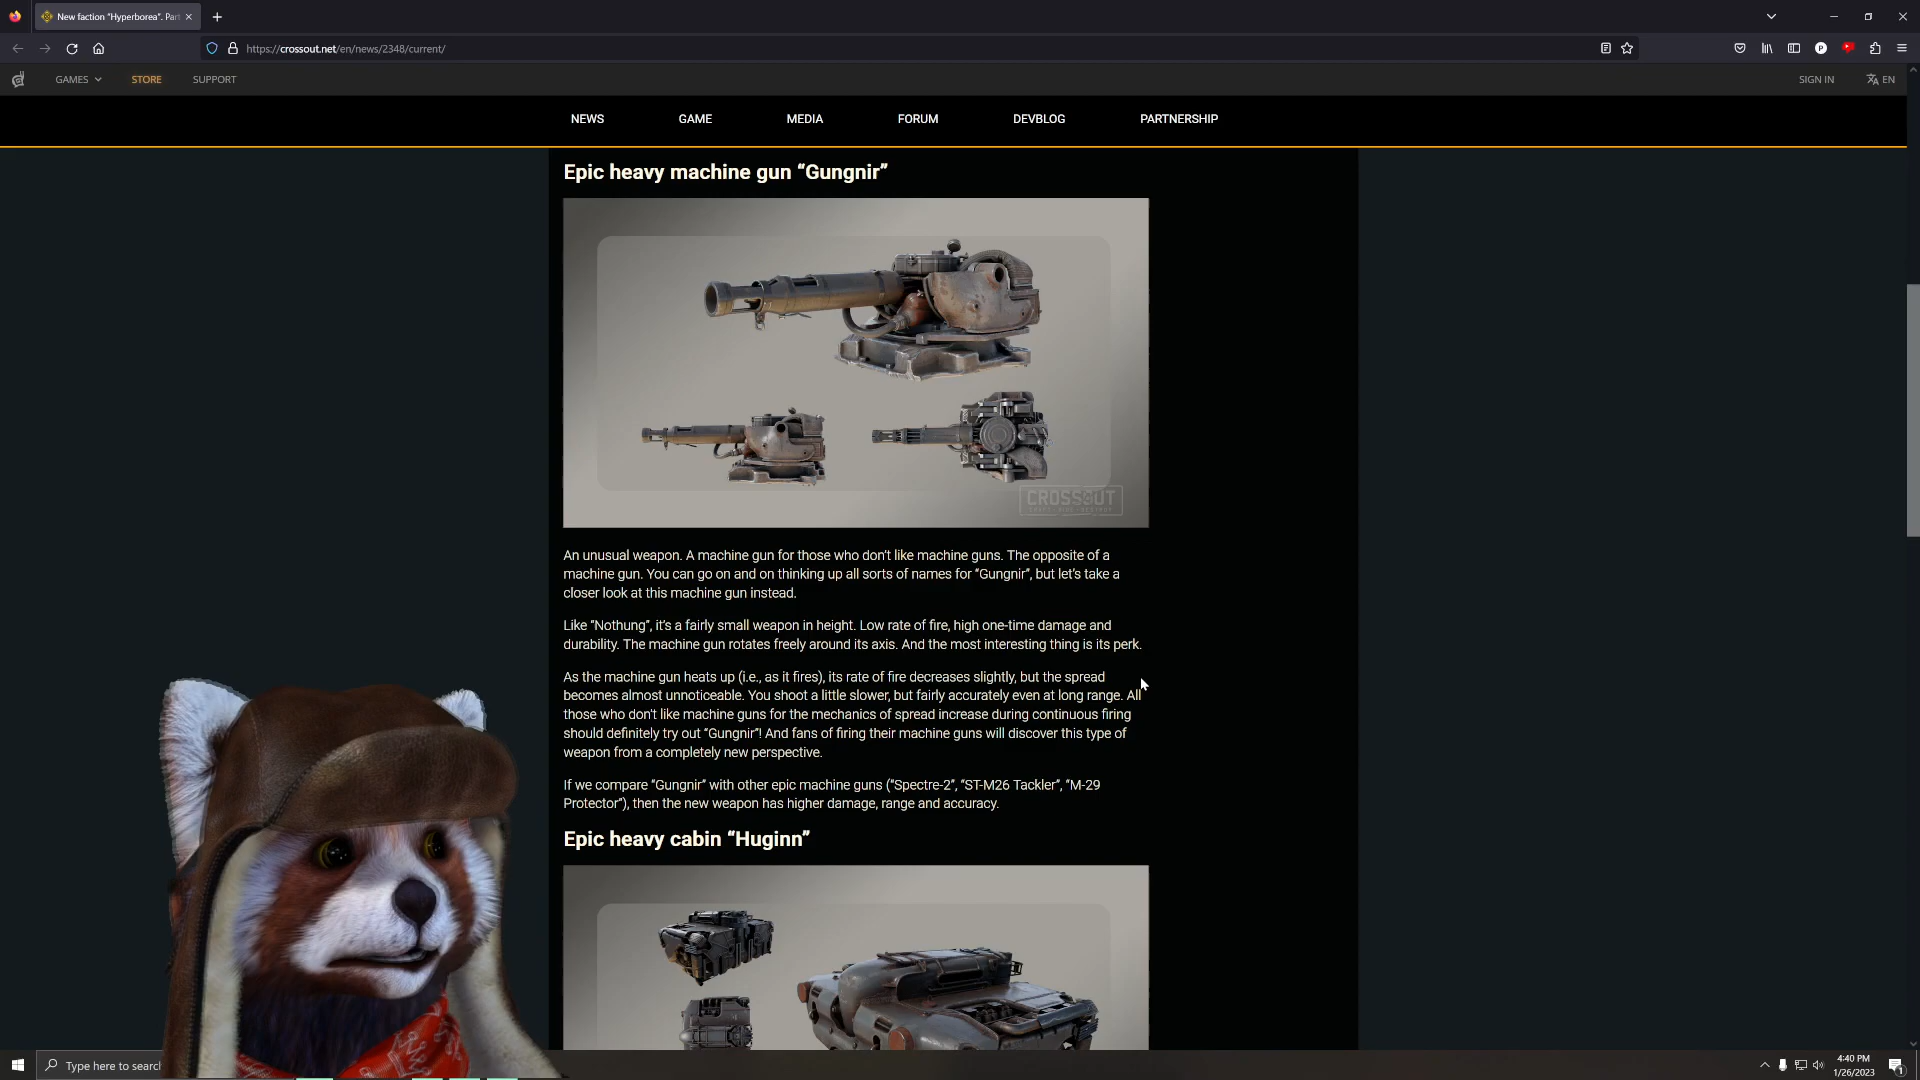 New faction "Hyperborea". Part
https://crossout.net/en/news/2348/current/
GAMES
STORE
SUPPORT
SIGN IN
EN
NEWS
GAME
MEDIA
FORUM
DEVBLOG
PARTNERSHIP
Epic heavy machine gun “Gungnir”
CROSSOUT
CRAFT • RIDE • DESTROY
An unusual weapon. A machine gun for those who don't like machine guns. The opposite of a
machine gun. You can go on and on thinking up all sorts of names for “Gungnir”, but let's take a
closer look at this machine gun instead.
Like “Nothung”, it's a fairly small weapon in height. Low rate of fire, high one-time damage and
durability. The machine gun rotates freely around its axis. And the most interesting thing is its perk.
As the machine gun heats up (i.e., as it fires), its rate of fire decreases slightly, but the spread
becomes almost unnoticeable. You shoot a little slower, but fairly accurately even at long range. All
those who don't like machine guns for the mechanics of spread increase during continuous firing
should definitely try out “Gungnir”! And fans of firing their machine guns will discover this type of
weapon from a completely new perspective.
If we compare “Gungnir” with other epic machine guns (“Spectre-2”, “ST-M26 Tackler”, “M-29
Protector”), then the new weapon has higher damage, range and accuracy.
Epic heavy cabin “Huginn”
Type here to search
4:40 PM
1/26/2023
1